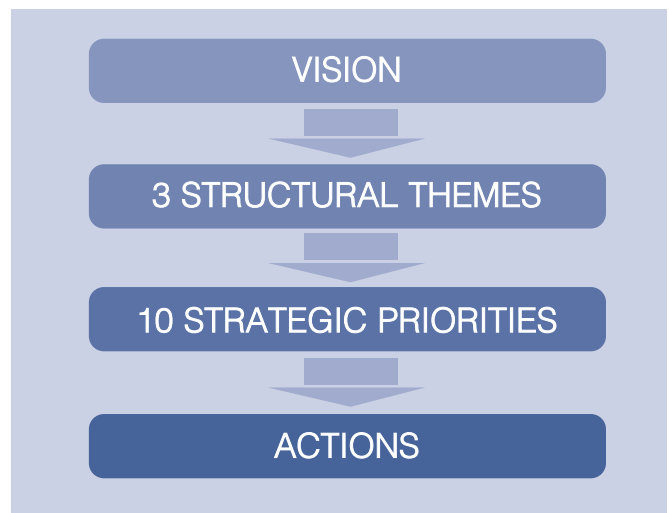 VISION
3 STRUCTURAL THEMES
10 STRATEGIC PRIORITIES
ACTIONS